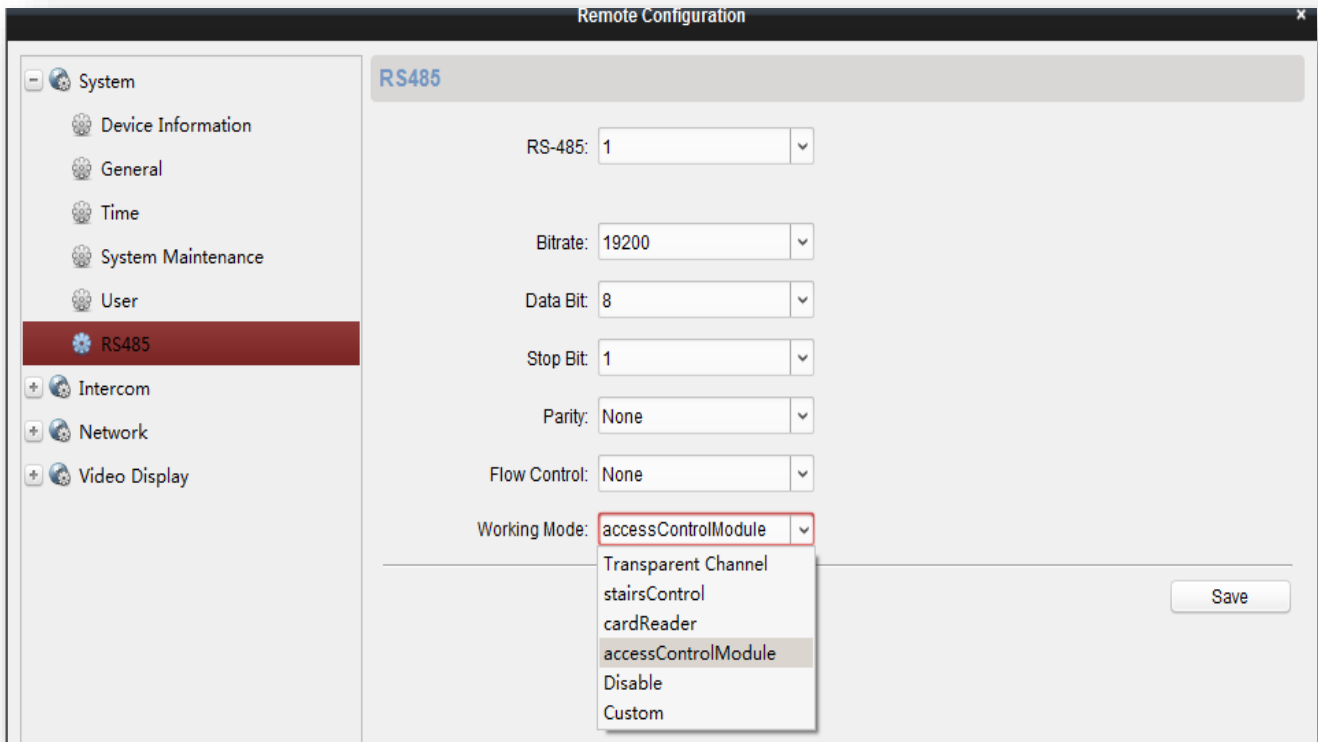 Remote Configuration x
System
Device Information
General
Time
System Maintenance
User
RS485
Intercom
Network
Video Display
RS485
RS-485: 1
Bitrate: 19200
Data Bit: 8
Stop Bit: 1
Parity: None
Flow Control: None
Working Mode: accessControlModule
Transparent Channel
stairsControl
cardReader
accessControlModule
Disable
Custom
Save